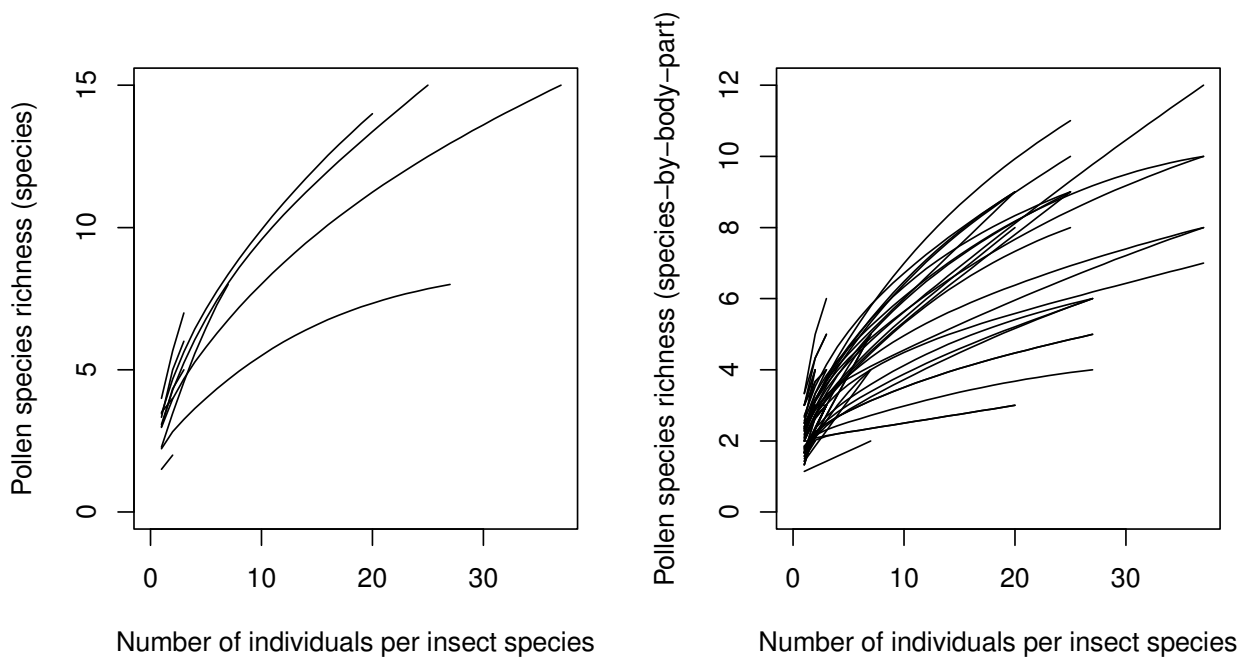 Pollen species richness (species)
15
10
5
0
0 10 20 30
Number of individuals per insect species
Pollen species richness (species−by−body−part)
12
10
8
6
4
2
0
0 10 20 30
Number of individuals per insect species